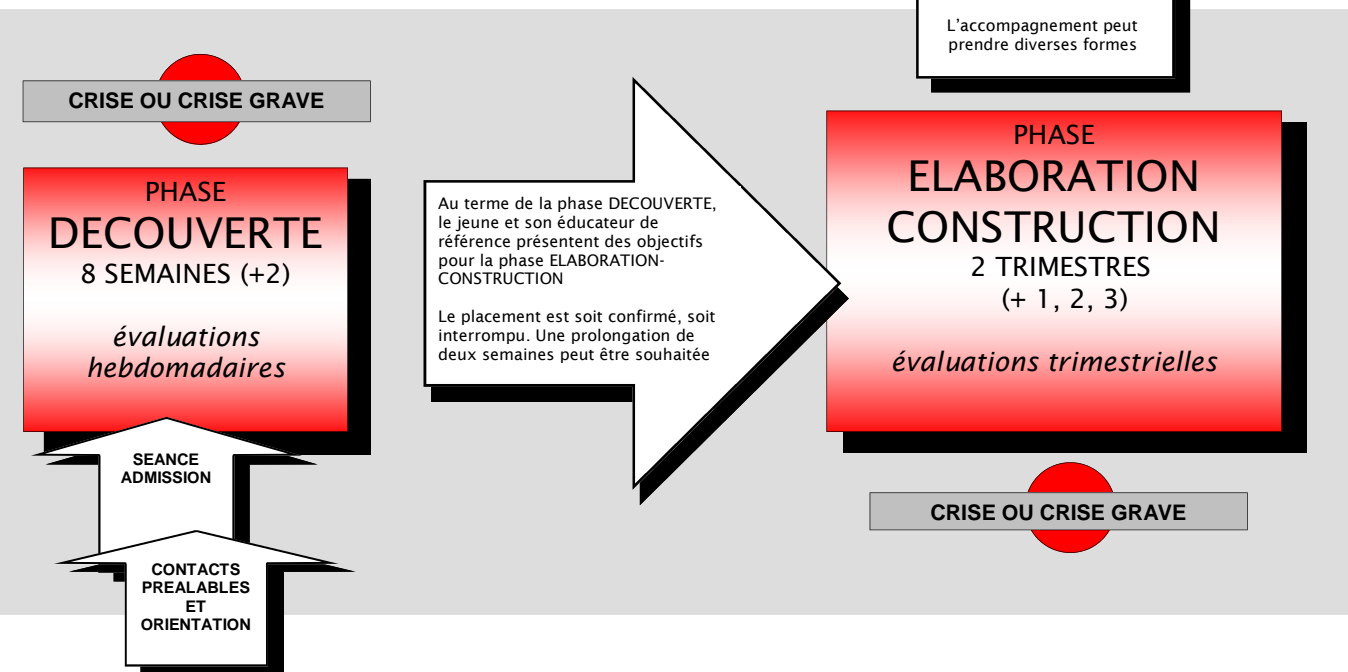 L'accompagnement peut
prendre diverses formes
CRISE OU CRISE GRAVE
PHASE
DECOUVERTE
8 SEMAINES (+2)
évaluations
hebdomadaires
SEANCE
ADMISSION
CONTACTS
PREALABLES
ET
ORIENTATION
Au terme de la phase DECOUVERTE,
le jeune et son éducateur de
référence présentent des objectifs
pour la phase ELABORATION-
CONSTRUCTION
Le placement est soit confirmé, soit
interrompu. Une prolongation de
deux semaines peut être souhaitée
PHASE
ELABORATION
CONSTRUCTION
2 TRIMESTRES
(+ 1, 2, 3)
évaluations trimestrielles
CRISE OU CRISE GRAVE